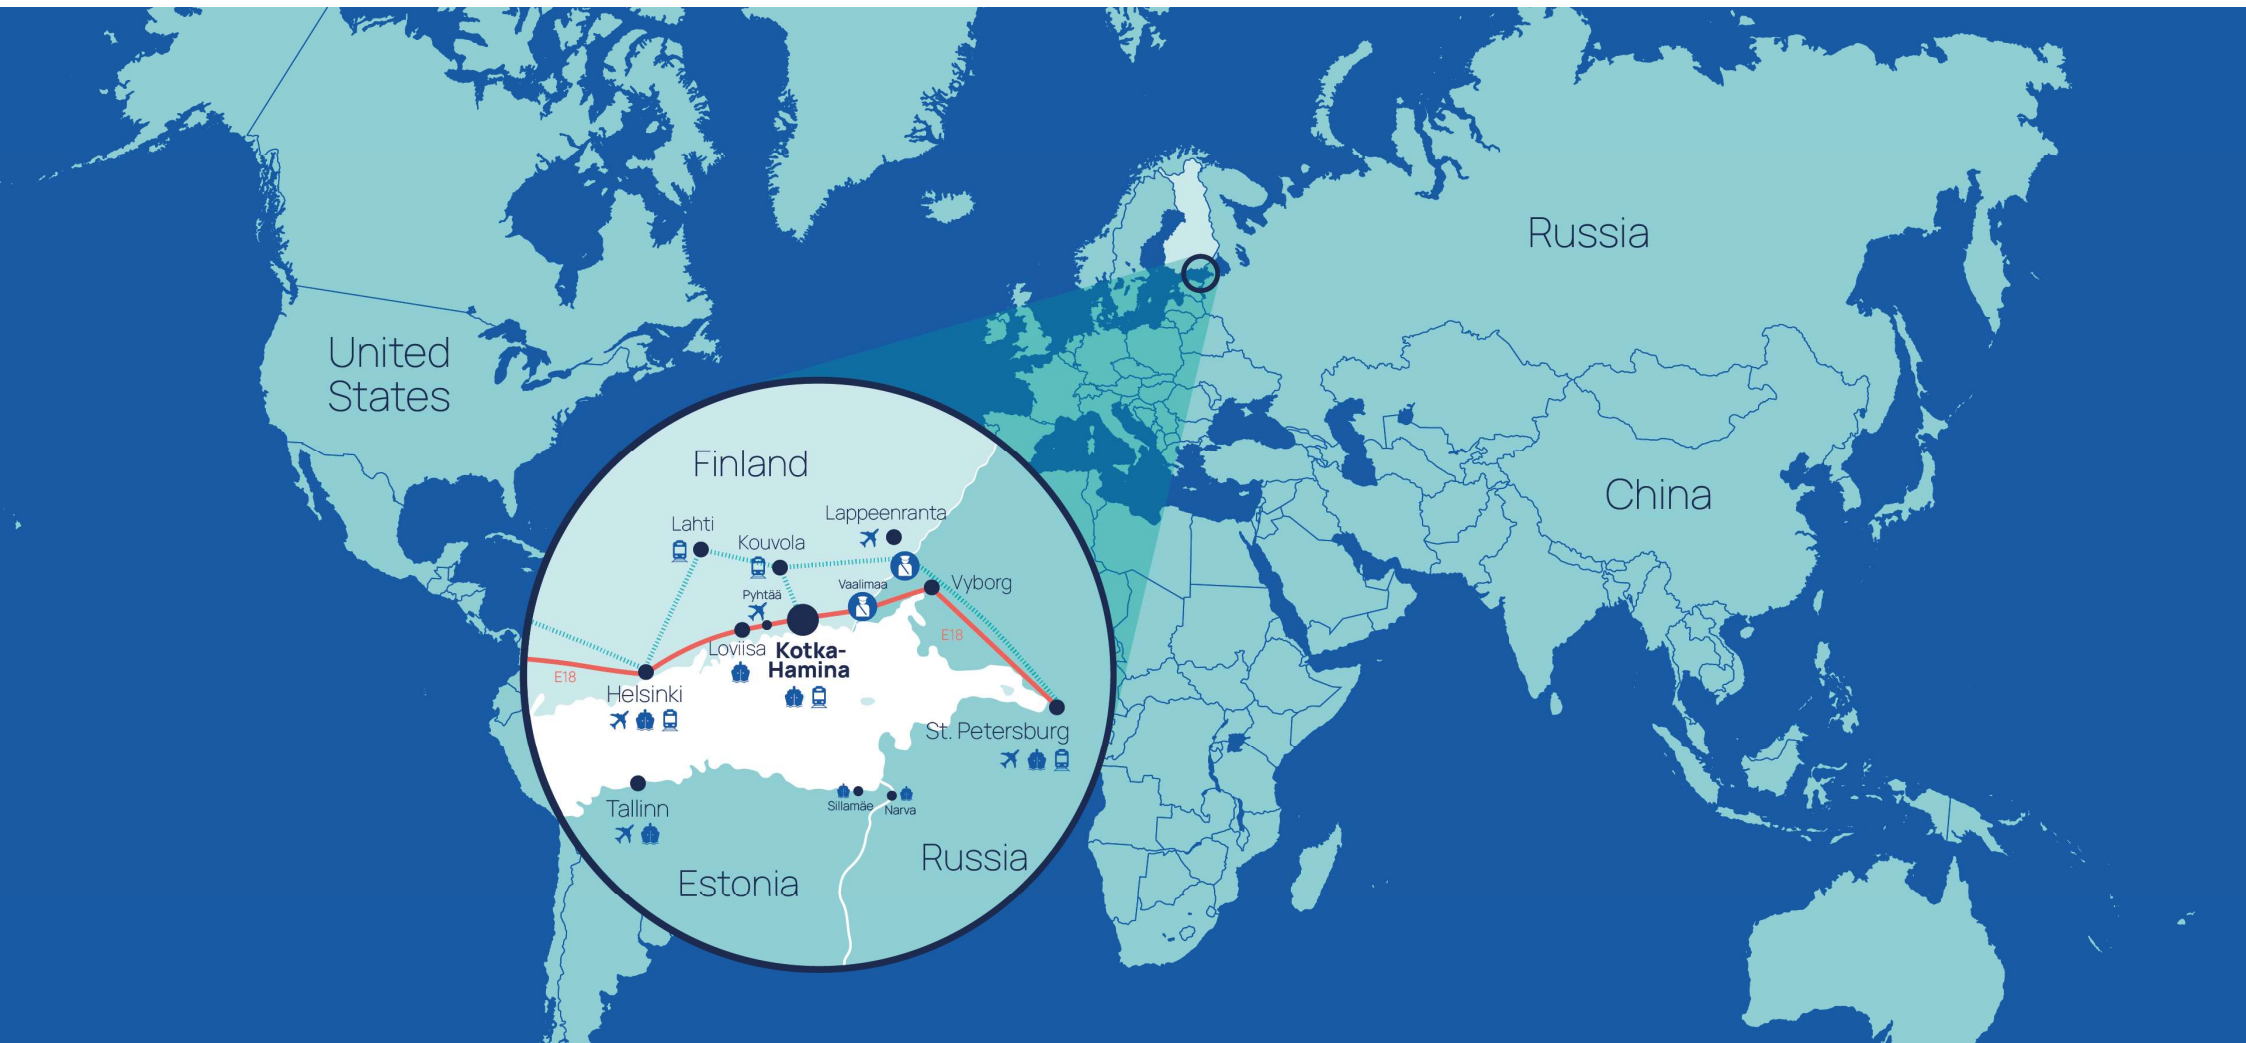 Russia
United
States
China
Finland
Lappeenranta
Lahti
Kouvola
Vaalimaa
Vyborg
Pyhtää
E18
Loviisa
Kotka-
Hamina
E18
Helsinki
St. Petersburg
Tallinn
Sillamäe
Narva
Russia
Estonia